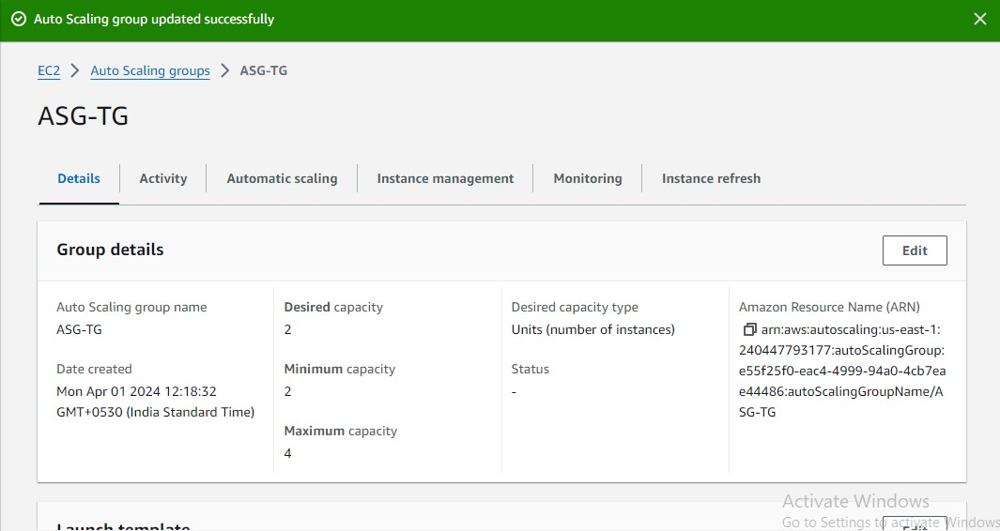 Auto Scaling group updated successfully
EC2 > Auto Scaling groups > ASG-TG
ASG-TG
Details
Activity
Automatic scaling
Instance management
Monitoring
Instance refresh
Group details
Edit
Auto Scaling group name
ASG-TG
Date created
Mon Apr 01 2024 12:18:32
GMT+0530 (India Standard Time)
Desired capacity
2
Minimum capacity
2
Maximum capacity
4
Desired capacity type
Units (number of instances)
Status
-
Amazon Resource Name (ARN)
arn:aws:autoscaling:us-east-1:
240447793177:autoScalingGroup:
e55f25f0-eac4-4999-94a0-4cb7ea
e44486:autoScalingGroupName/A
SG-TG
Launch template
Edit
Activate Windows
Go to Settings to activate Windows